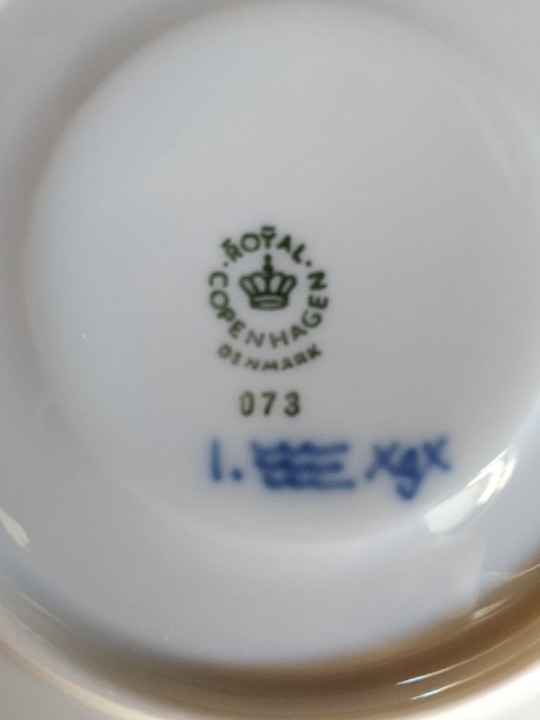 ROYAL
COPENHAGEN
DENMARK
073
1. xgx